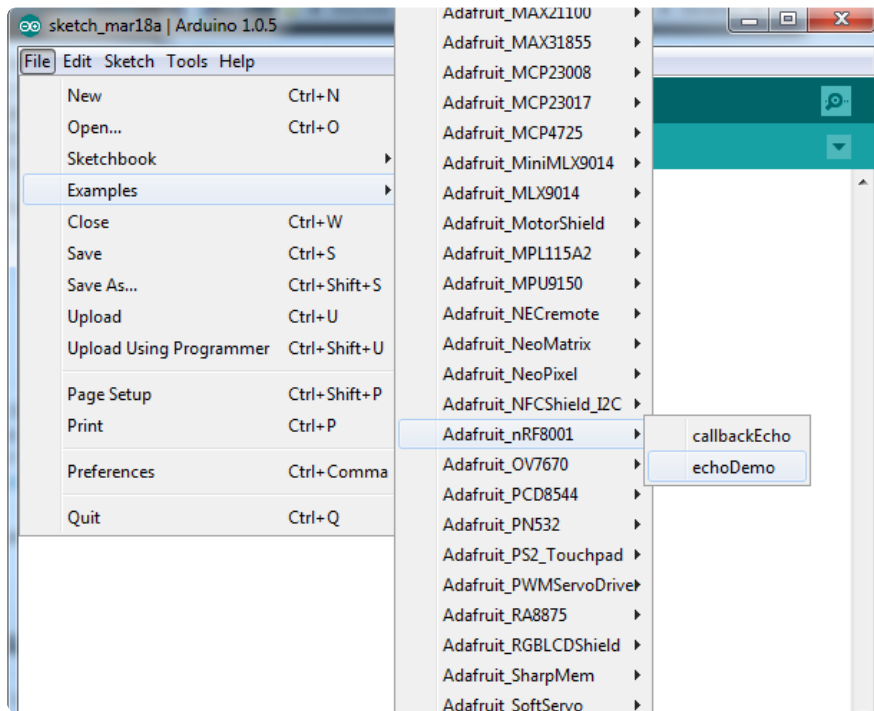 sketch_mar18a | Arduino 1.0.5
File Edit Sketch Tools Help
New Ctrl+N
Open... Ctrl+O
Sketchbook
Examples
Close Ctrl+W
Save Ctrl+S
Save As... Ctrl+Shift+S
Upload Ctrl+U
Upload Using Programmer Ctrl+Shift+U
Page Setup Ctrl+Shift+P
Print Ctrl+P
Preferences Ctrl+Comma
Quit Ctrl+Q
Adafruit_MAX21100
Adafruit_MAX31855
Adafruit_MCP23008
Adafruit_MCP23017
Adafruit_MCP4725
Adafruit_MiniMLX9014
Adafruit_MLX9014
Adafruit_MotorShield
Adafruit_MPL115A2
Adafruit_MPU9150
Adafruit_NECremote
Adafruit_NeoMatrix
Adafruit_NeoPixel
Adafruit_NFCShield_I2C
Adafruit_nRF8001
Adafruit_OV7670
Adafruit_PCD8544
Adafruit_PN532
Adafruit_PS2_Touchpad
Adafruit_PWMServoDriver
Adafruit_RA8875
Adafruit_RGBLCDShield
Adafruit_SharpMem
Adafruit_SoftServo
callbackEcho
echoDemo